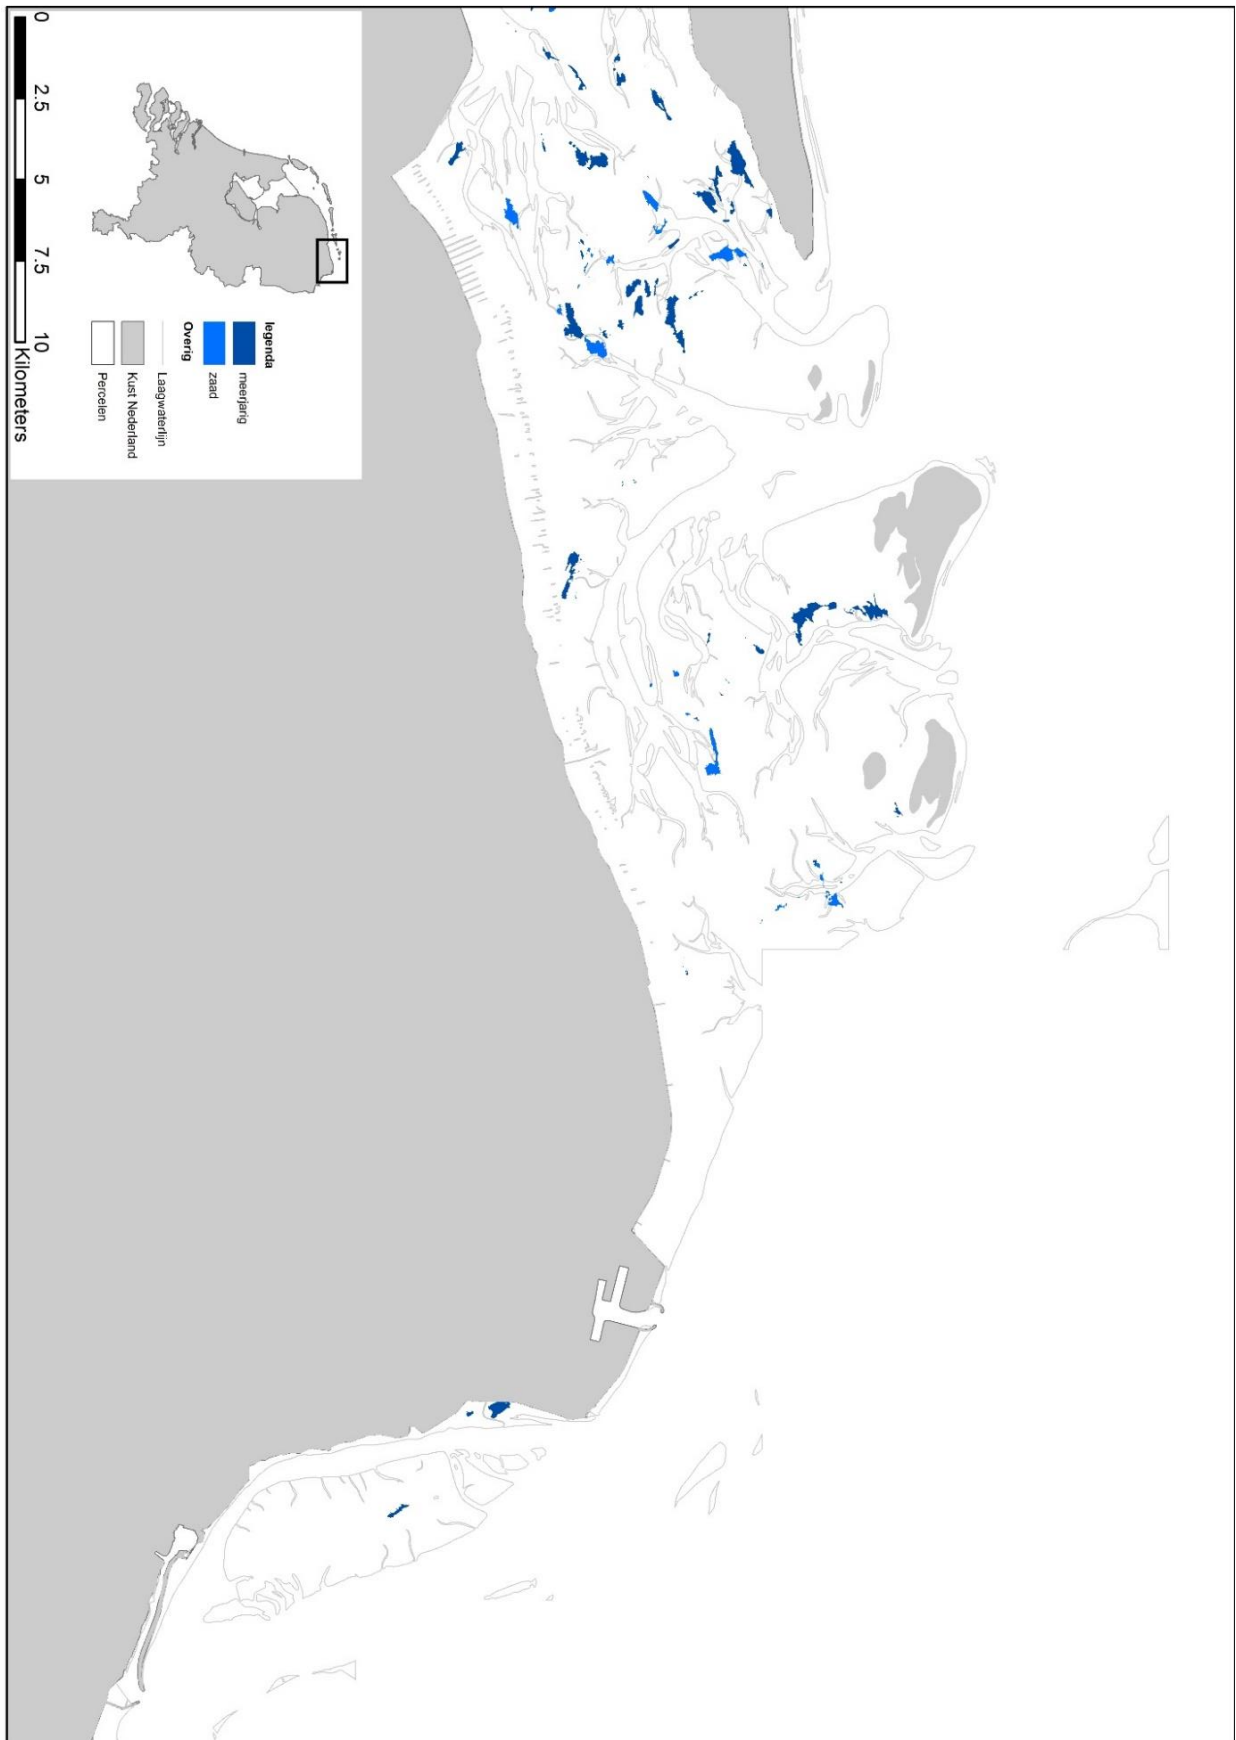 legenda
meerjarig
zaad
Overig
Laagwaterlijn
Kust Nederland
Percelen
0 2.5 5 7.5 10
Kilometers